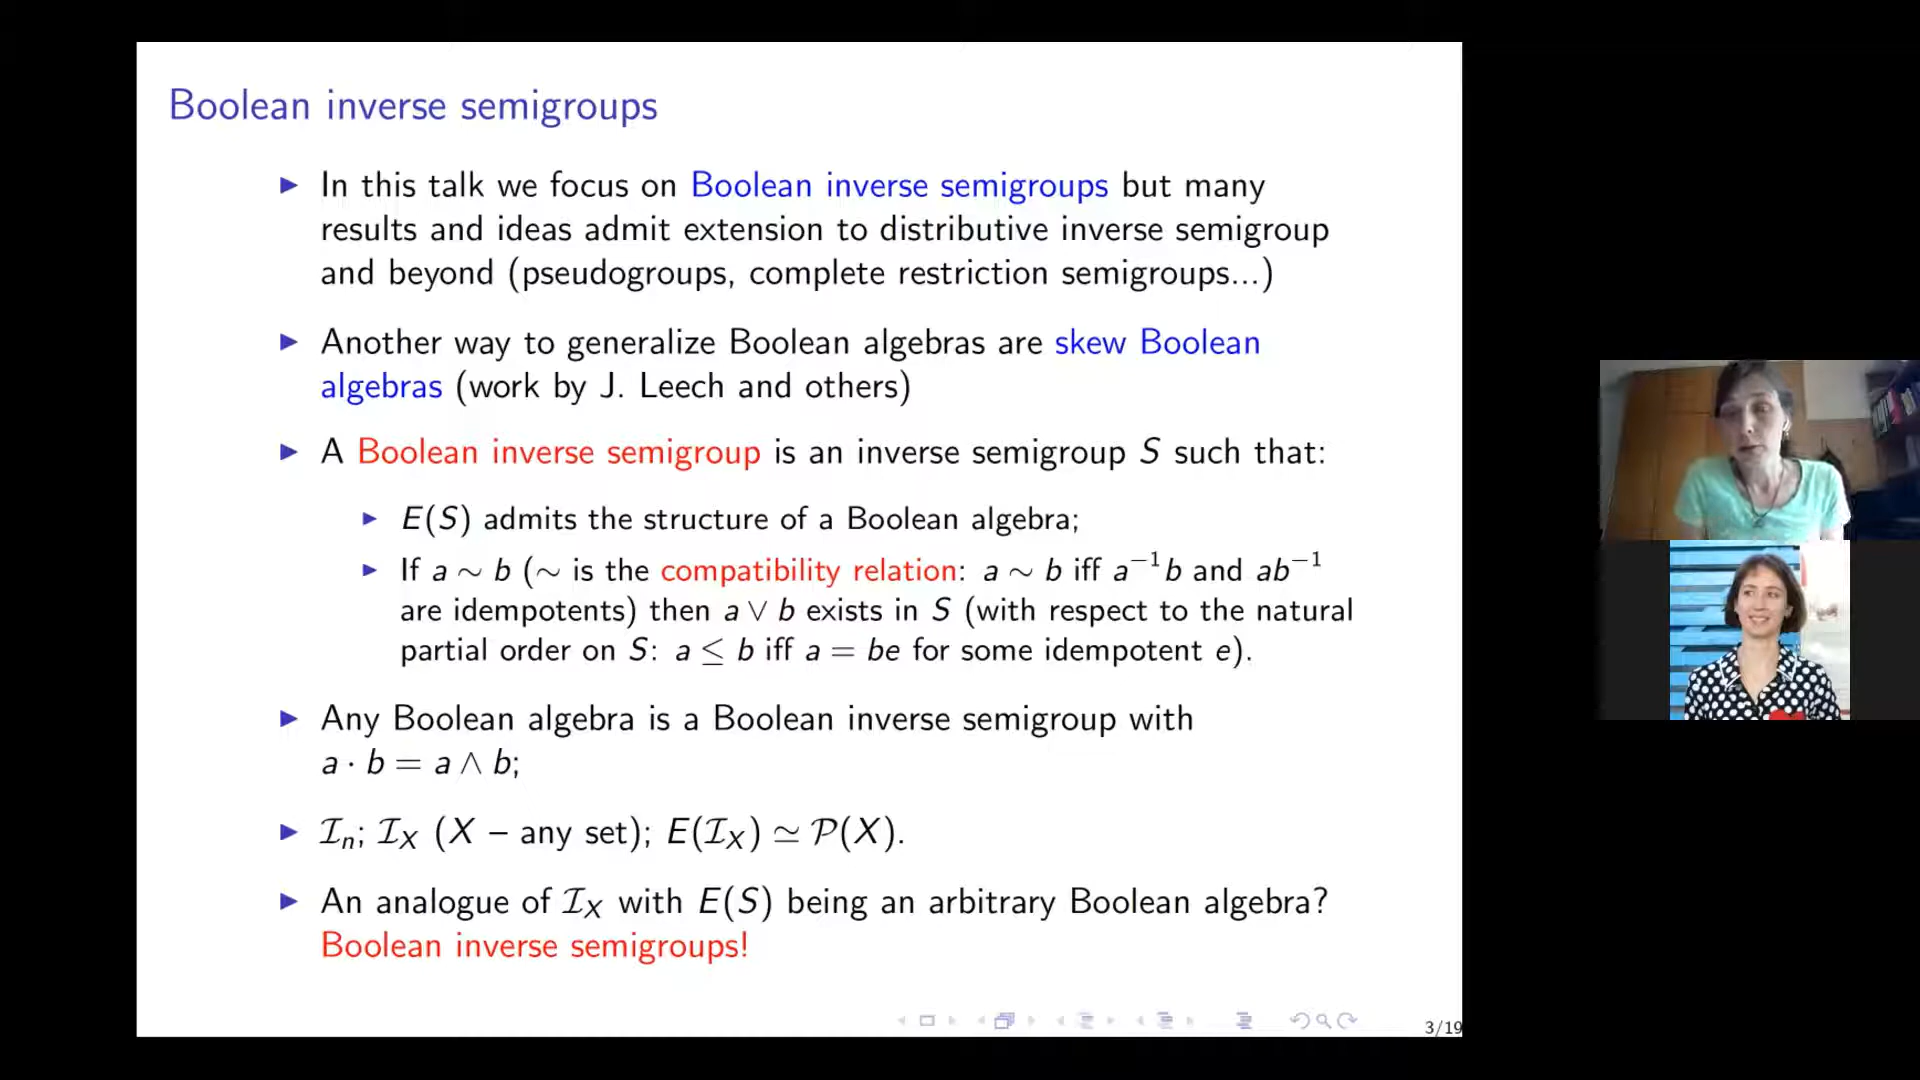 Boolean inverse semigroups
▶ In this talk we focus on Boolean inverse semigroups but many
results and ideas admit extension to distributive inverse semigroup
and beyond (pseudogroups, complete restriction semigroups...)
▶ Another way to generalize Boolean algebras are skew Boolean
algebras (work by J. Leech and others)
▶ A Boolean inverse semigroup is an inverse semigroup S such that:
▶ E(S) admits the structure of a Boolean algebra;
▶ If a ∼ b (∼ is the compatibility relation: a ∼ b iff a⁻¹b and ab⁻¹
are idempotents) then a ∨ b exists in S (with respect to the natural
partial order on S: a ≤ b iff a = be for some idempotent e).
▶ Any Boolean algebra is a Boolean inverse semigroup with
a · b = a ∧ b;
▶ ℐₙ; ℐ_X (X – any set); E(ℐ_X) ≃ 𝒫(X).
▶ An analogue of ℐ_X with E(S) being an arbitrary Boolean algebra?
Boolean inverse semigroups!
3/19